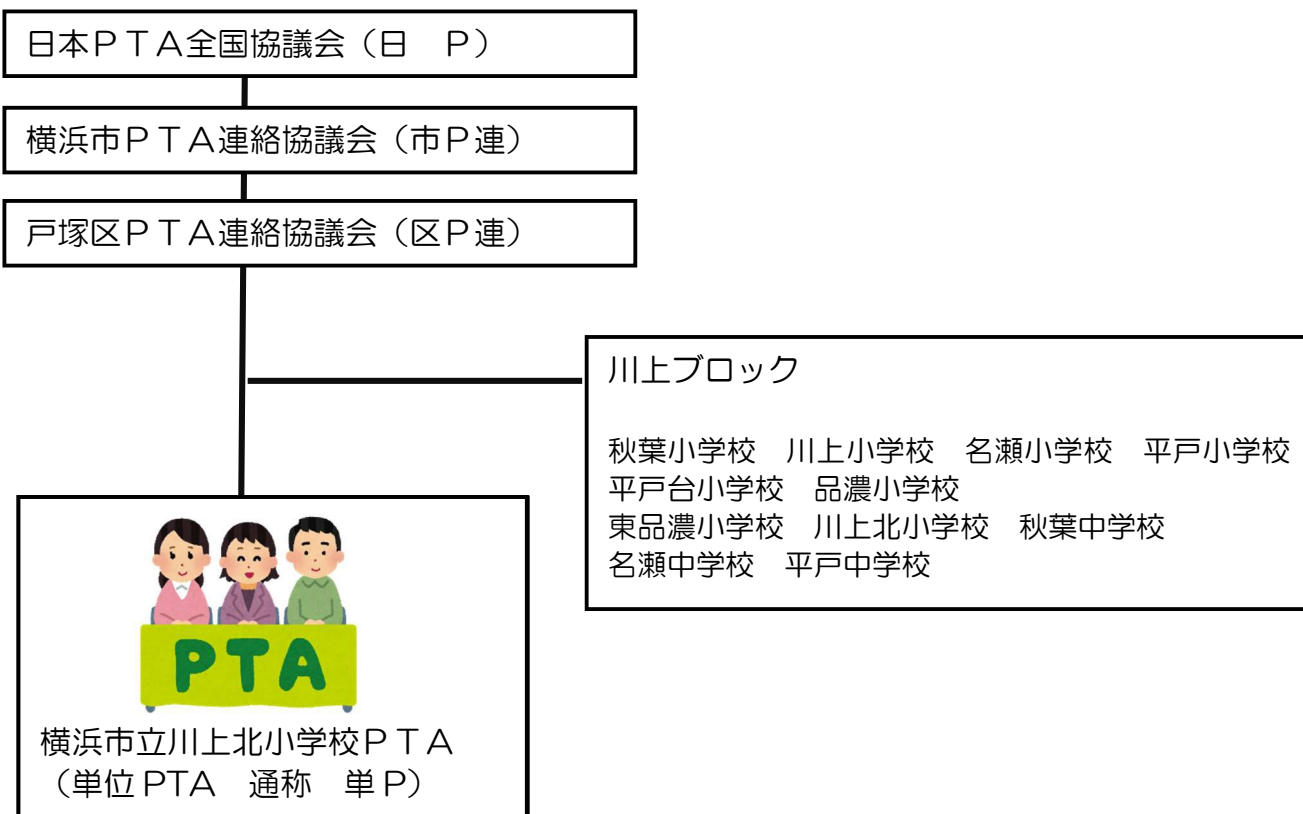 日本ＰＴＡ全国協議会（日　Ｐ）
横浜市ＰＴＡ連絡協議会（市Ｐ連）
戸塚区ＰＴＡ連絡協議会（区Ｐ連）
川上ブロック
秋葉小学校　川上小学校　名瀬小学校　平戸小学校
平戸台小学校　品濃小学校
東品濃小学校　川上北小学校　秋葉中学校
名瀬中学校　平戸中学校
PTA
横浜市立川上北小学校ＰＴＡ
（単位 PTA　通称　単 P）